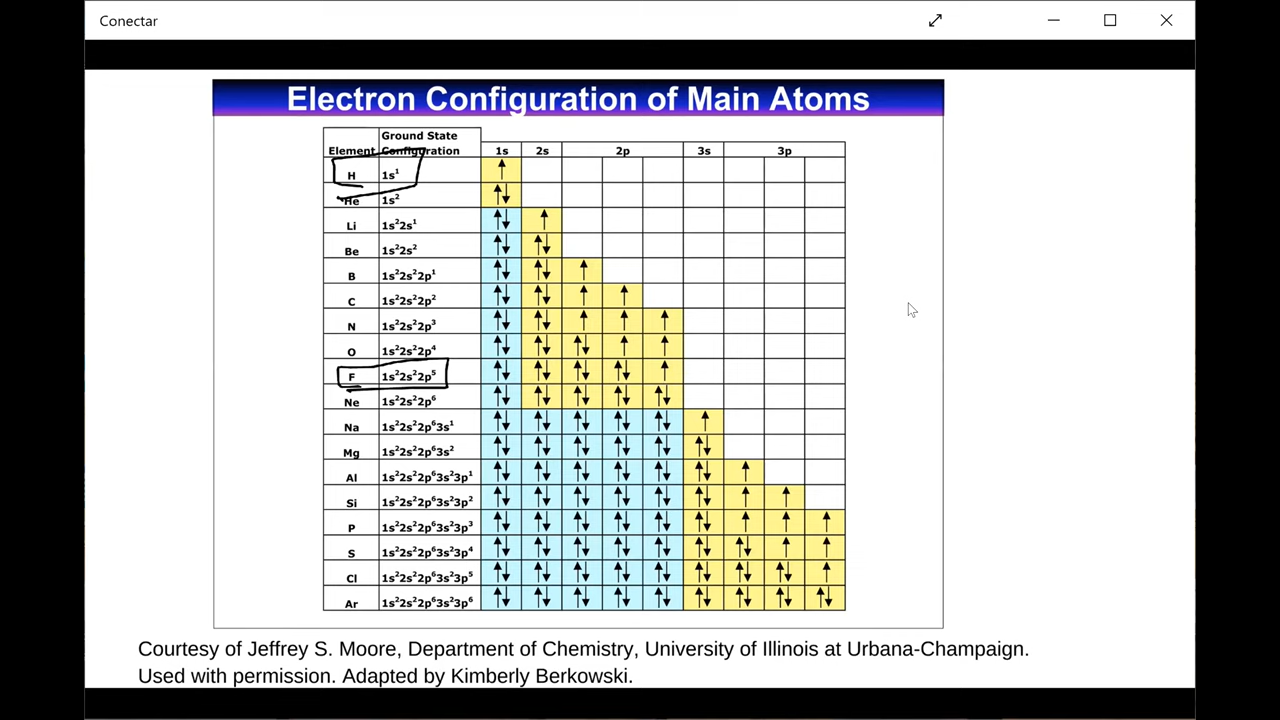 Conectar
Electron Configuration of Main Atoms
Ground State
Element Configuration 1s 2s 2p 3s 3p
H 1s¹
He 1s²
Li 1s²2s¹
Be 1s²2s²
B 1s²2s²2p¹
C 1s²2s²2p²
N 1s²2s²2p³
O 1s²2s²2p⁴
F 1s²2s²2p⁵
Ne 1s²2s²2p⁶
Na 1s²2s²2p⁶3s¹
Mg 1s²2s²2p⁶3s²
Al 1s²2s²2p⁶3s²3p¹
Si 1s²2s²2p⁶3s²3p²
P 1s²2s²2p⁶3s²3p³
S 1s²2s²2p⁶3s²3p⁴
Cl 1s²2s²2p⁶3s²3p⁵
Ar 1s²2s²2p⁶3s²3p⁶
Courtesy of Jeffrey S. Moore, Department of Chemistry, University of Illinois at Urbana-Champaign.
Used with permission. Adapted by Kimberly Berkowski.